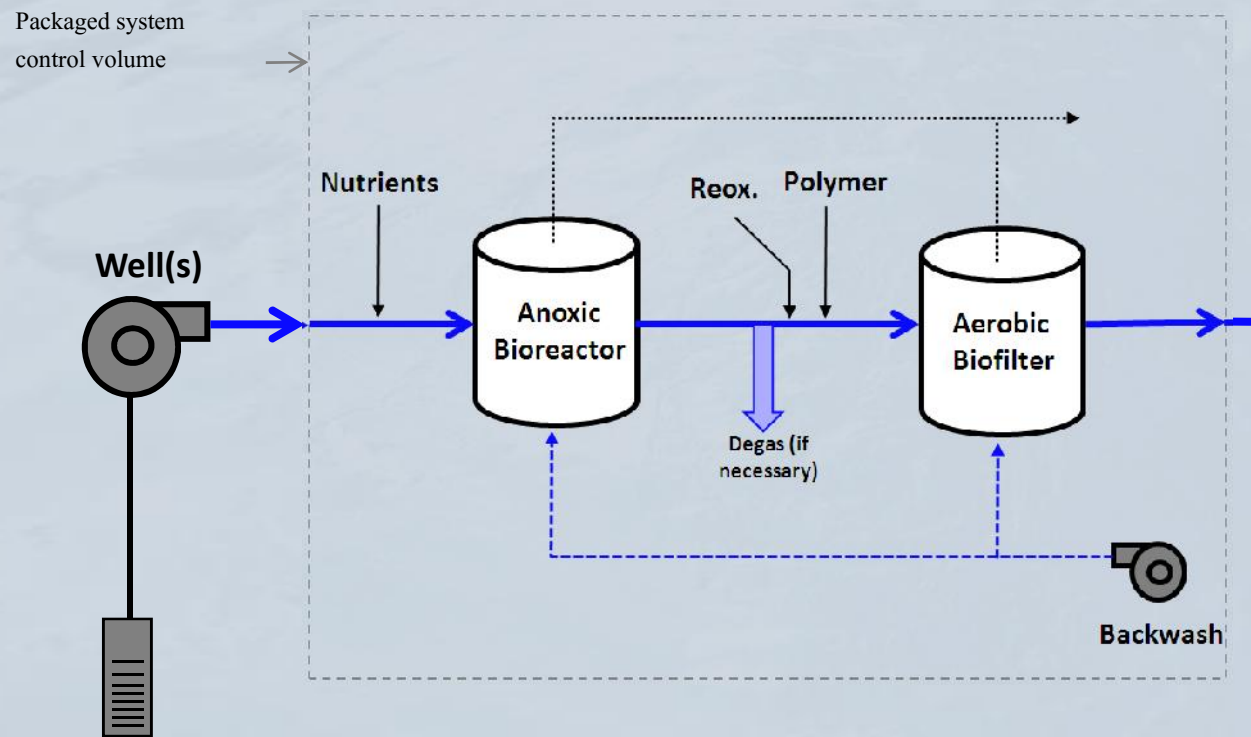 Packaged system
control volume
Nutrients
Reox.
Polymer
Well(s)
Anoxic
Bioreactor
Aerobic
Biofilter
Degas (if
necessary)
Backwash